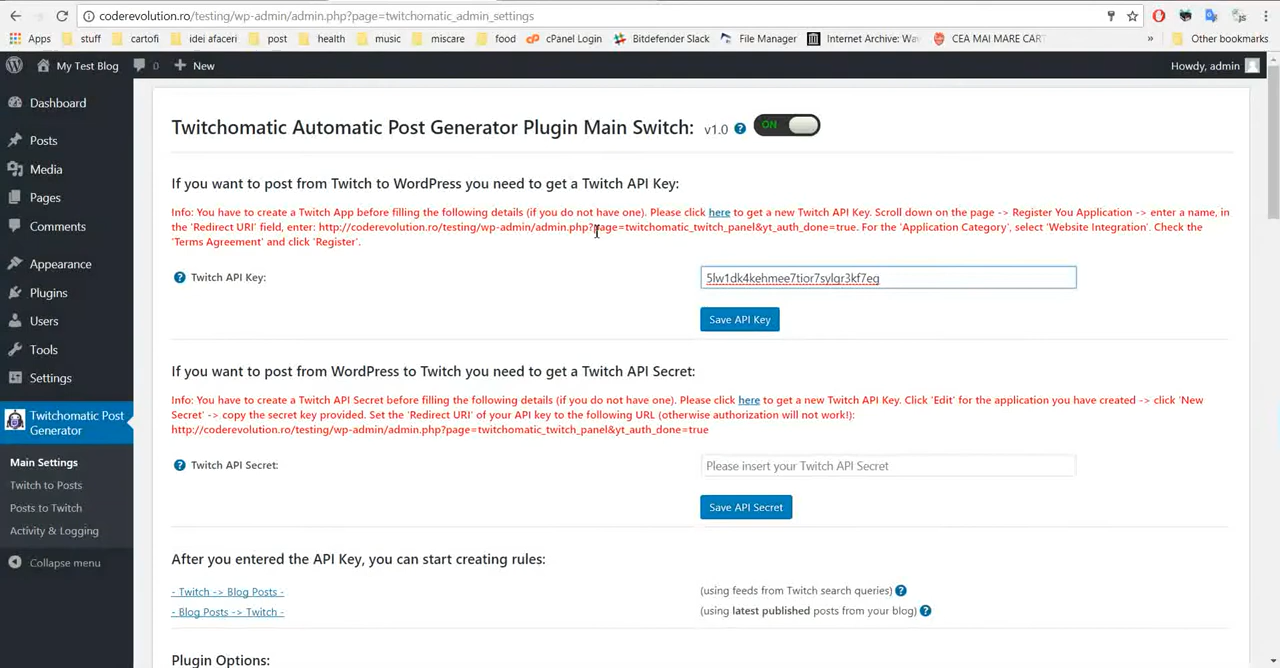 coderevolution.ro/testing/wp-admin/admin.php?page=twitchomatic_admin_settings
Apps stuff cartofi idei afaceri post health music miscare food cPanel Login Bitdefender Slack File Manager Internet Archive: Wa CEA MAI MARE CART » Other bookmarks
My Test Blog 0 + New Howdy, admin
Dashboard
Posts
Media
Pages
Comments
Appearance
Plugins
Users
Tools
Settings
Twitchomatic Post
Generator
Main Settings
Twitch to Posts
Posts to Twitch
Activity & Logging
Collapse menu
Twitchomatic Automatic Post Generator Plugin Main Switch: v1.0 ? ON
If you want to post from Twitch to WordPress you need to get a Twitch API Key:
Info: You have to create a Twitch App before filling the following details (if you do not have one). Please click here to get a new Twitch API Key. Scroll down on the page -> Register You Application -> enter a name, in
the 'Redirect URI' field, enter: http://coderevolution.ro/testing/wp-admin/admin.php?page=twitchomatic_twitch_panel&yt_auth_done=true. For the 'Application Category', select 'Website Integration'. Check the
'Terms Agreement' and click 'Register'.
? Twitch API Key: 5lw1dk4kehmee7tior7sylgr3kf7eg
Save API Key
If you want to post from WordPress to Twitch you need to get a Twitch API Secret:
Info: You have to create a Twitch API Secret before filling the following details (if you do not have one). Please click here to get a new Twitch API Key. Click 'Edit' for the application you have created -> click 'New
Secret' -> copy the secret key provided. Set the 'Redirect URI' of your API key to the following URL (otherwise authorization will not work!):
http://coderevolution.ro/testing/wp-admin/admin.php?page=twitchomatic_twitch_panel&yt_auth_done=true
? Twitch API Secret: Please insert your Twitch API Secret
Save API Secret
After you entered the API Key, you can start creating rules:
- Twitch -> Blog Posts - (using feeds from Twitch search queries) ?
- Blog Posts -> Twitch - (using latest published posts from your blog) ?
Plugin Options: